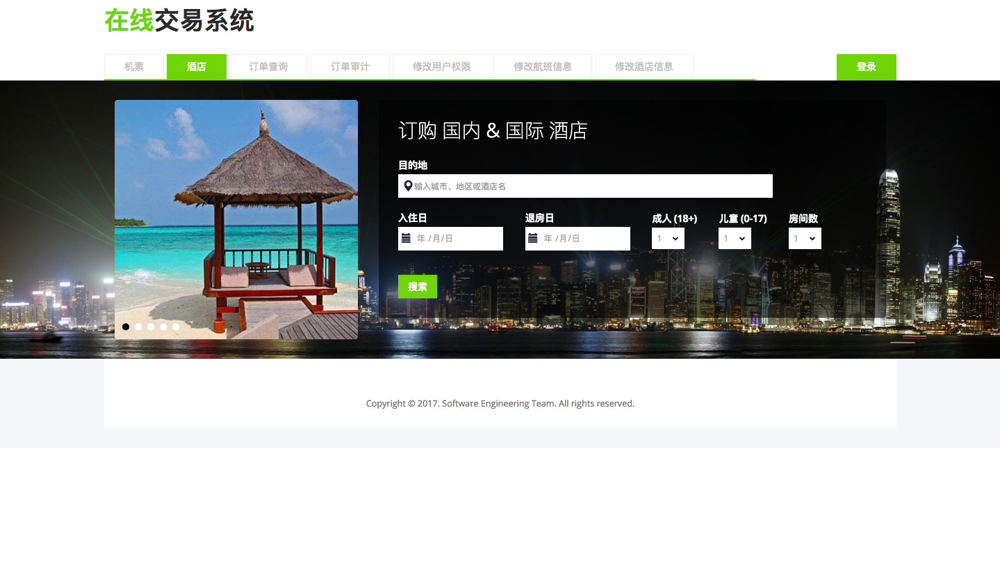 在线交易系统
机票 酒店 订单查询 订单审计 修改用户权限 修改航班信息 修改酒店信息 登录
订购 国内 & 国际 酒店
目的地
输入城市、地区或酒店名
入住日 退房日 成人 (18+) 儿童 (0-17) 房间数
年 /月/日 年 /月/日 1 1 1
搜索
Copyright © 2017. Software Engineering Team. All rights reserved.